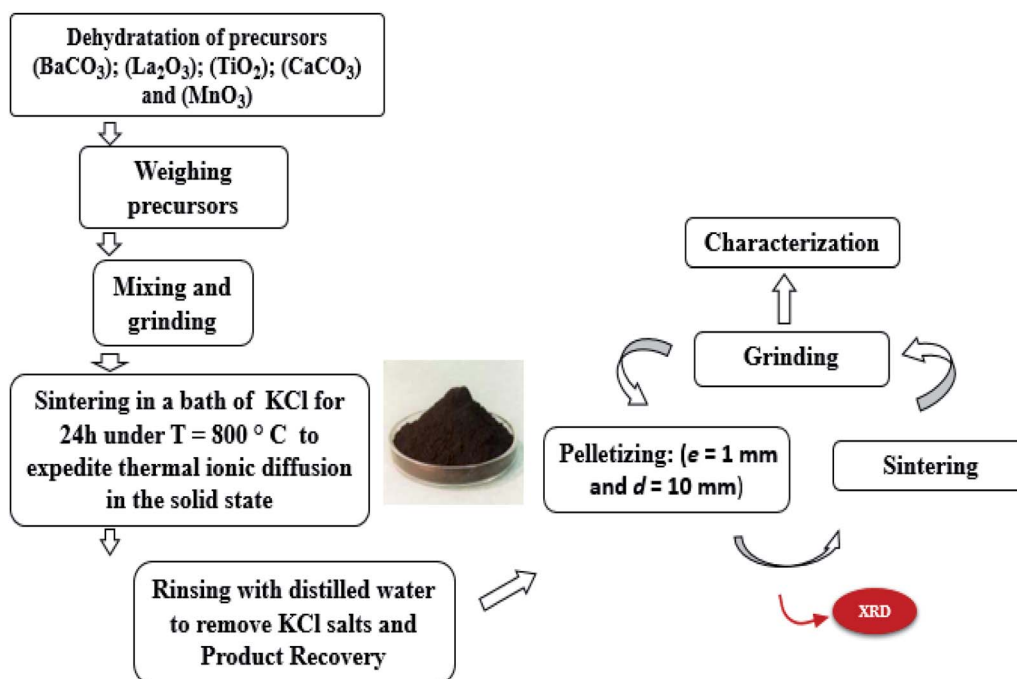 Dehydratation of precursors
(BaCO₃); (La₂O₃); (TiO₂); (CaCO₃)
and (MnO₃)
Weighing
precursors
Mixing and
grinding
Sintering in a bath of KCl for
24h under T = 800 ° C to
expedite thermal ionic diffusion
in the solid state
Rinsing with distilled water
to remove KCl salts and
Product Recovery
Pelletizing: (e = 1 mm
and d = 10 mm)
Sintering
Grinding
Characterization
XRD